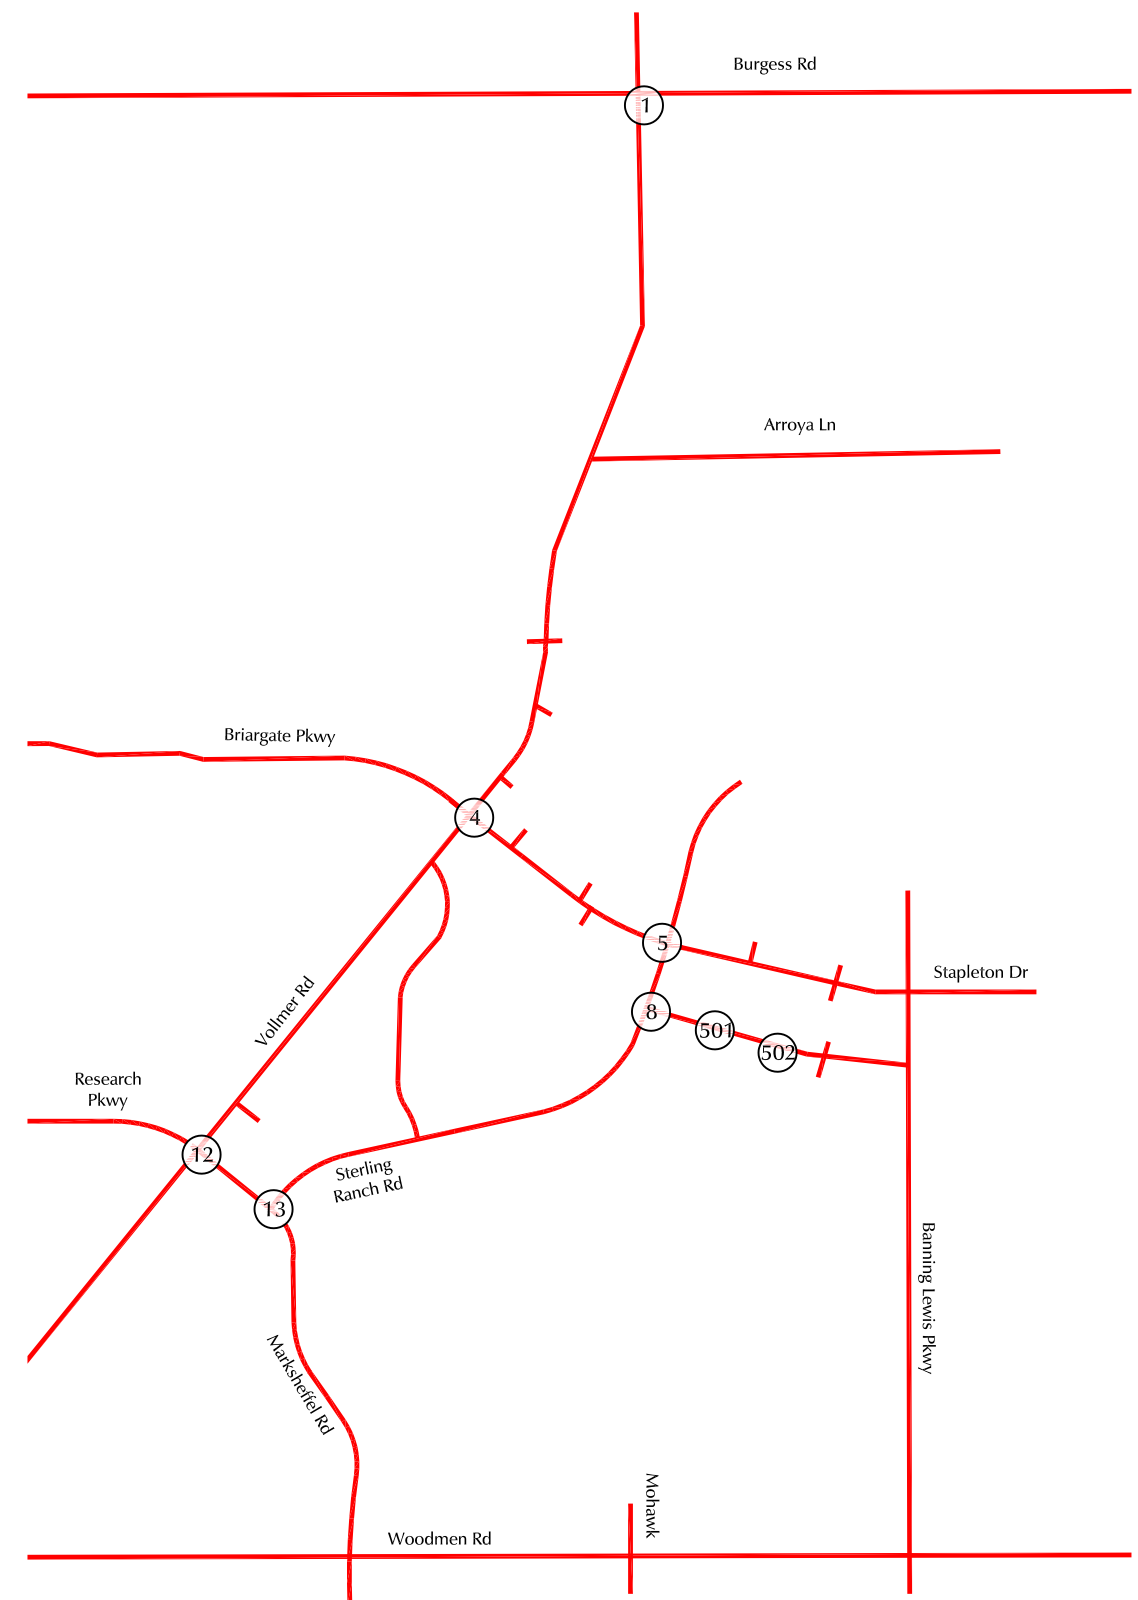 Burgess Rd
1
Arroya Ln
Briargate Pkwy
4
5
Stapleton Dr
Vollmer Rd
8
501
502
Research
Pkwy
12
Sterling
Ranch Rd
13
Banning Lewis Pkwy
Marksheffel Rd
Mohawk
Woodmen Rd